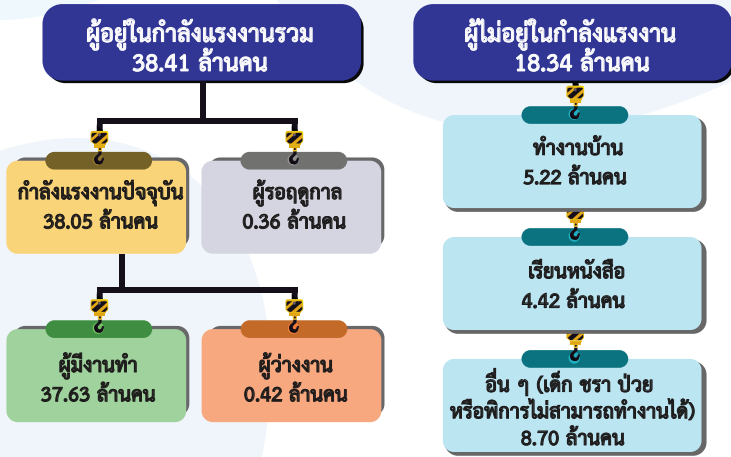 ผู้อยู่ในกำลังแรงงานรวม
38.41 ล้านคน
กำลังแรงงานปัจจุบัน
38.05 ล้านคน
ผู้รอฤดูกาล
0.36 ล้านคน
ผู้มีงานทำ
37.63 ล้านคน
ผู้ว่างงาน
0.42 ล้านคน
ผู้ไม่อยู่ในกำลังแรงงาน
18.34 ล้านคน
ทำงานบ้าน
5.22 ล้านคน
เรียนหนังสือ
4.42 ล้านคน
อื่น ๆ (เด็ก ชรา ป่วย
หรือพิการไม่สามารถทำงานได้)
8.70 ล้านคน